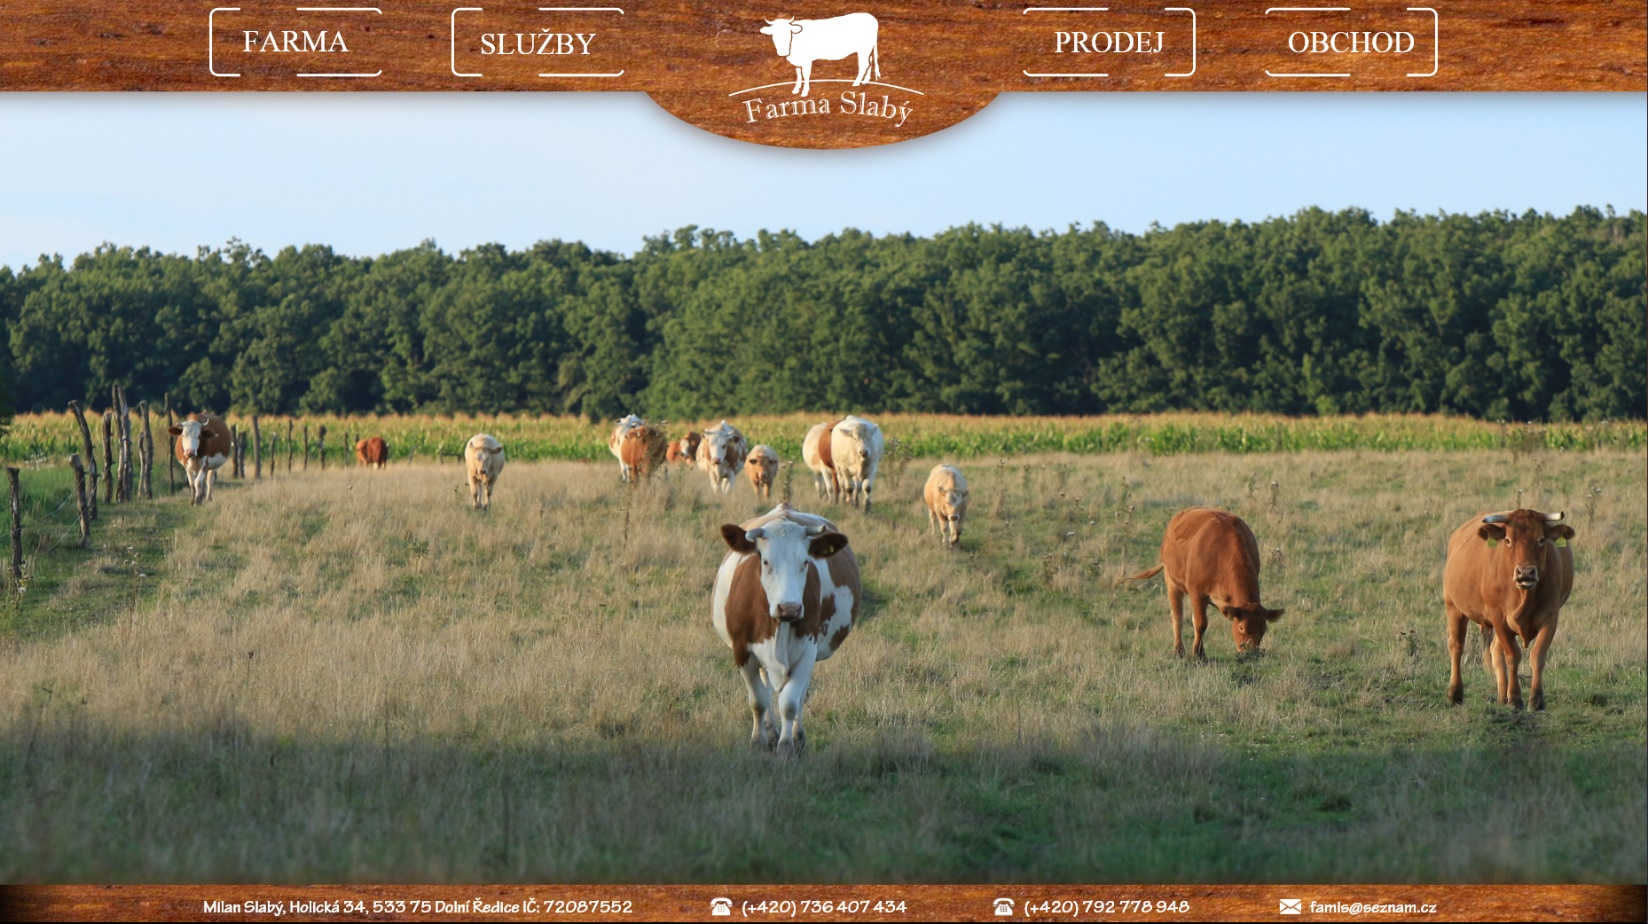 FARMA
SLUŽBY
Farma Slabý
PRODEJ
OBCHOD
Milan Slabý, Holická 34, 533 75 Dolní Ředice IČ: 72087552
(+420) 736 407 434
(+420) 792 778 948
famis@seznam.cz